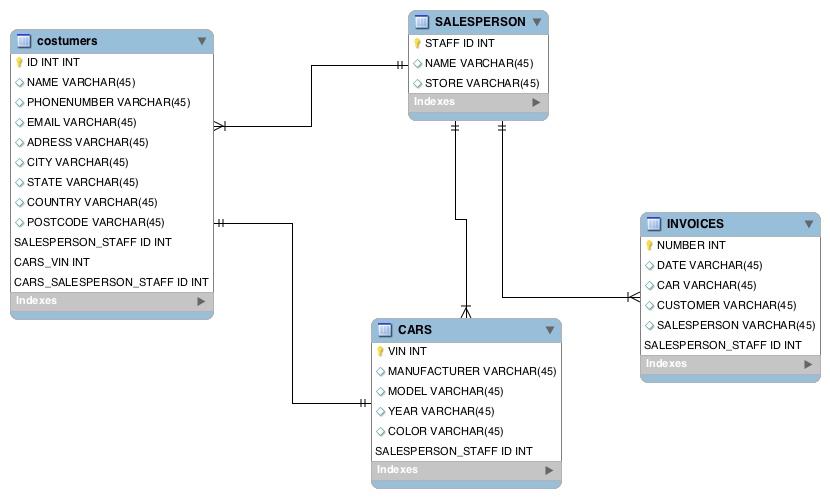 costumers
ID INT INT
NAME VARCHAR(45)
PHONENUMBER VARCHAR(45)
EMAIL VARCHAR(45)
ADRESS VARCHAR(45)
CITY VARCHAR(45)
STATE VARCHAR(45)
COUNTRY VARCHAR(45)
POSTCODE VARCHAR(45)
SALESPERSON_STAFF ID INT
CARS_VIN INT
CARS_SALESPERSON_STAFF ID INT
Indexes
SALESPERSON
STAFF ID INT
NAME VARCHAR(45)
STORE VARCHAR(45)
Indexes
CARS
VIN INT
MANUFACTURER VARCHAR(45)
MODEL VARCHAR(45)
YEAR VARCHAR(45)
COLOR VARCHAR(45)
SALESPERSON_STAFF ID INT
Indexes
INVOICES
NUMBER INT
DATE VARCHAR(45)
CAR VARCHAR(45)
CUSTOMER VARCHAR(45)
SALESPERSON VARCHAR(45)
SALESPERSON_STAFF ID INT
Indexes